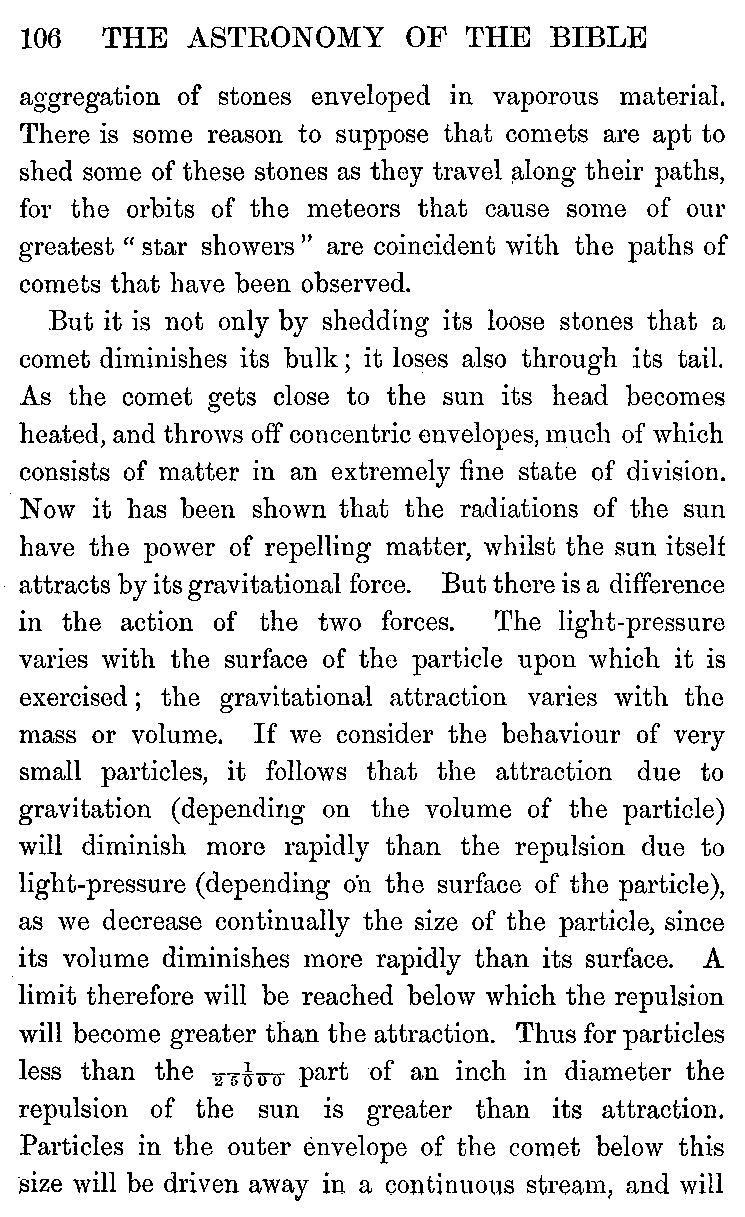 106 THE ASTRONOMY OF THE BIBLE
aggregation of stones enveloped in vaporous material.
There is some reason to suppose that comets are apt to
shed some of these stones as they travel along their paths,
for the orbits of the meteors that cause some of our
greatest “ star showers ” are coincident with the paths of
comets that have been observed.
But it is not only by shedding its loose stones that a
comet diminishes its bulk ; it loses also through its tail.
As the comet gets close to the sun its head becomes
heated, and throws off concentric envelopes, much of which
consists of matter in an extremely fine state of division.
Now it has been shown that the radiations of the sun
have the power of repelling matter, whilst the sun itself
attracts by its gravitational force. But there is a difference
in the action of the two forces. The light-pressure
varies with the surface of the particle upon which it is
exercised ; the gravitational attraction varies with the
mass or volume. If we consider the behaviour of very
small particles, it follows that the attraction due to
gravitation (depending on the volume of the particle)
will diminish more rapidly than the repulsion due to
light-pressure (depending on the surface of the particle),
as we decrease continually the size of the particle, since
its volume diminishes more rapidly than its surface. A
limit therefore will be reached below which the repulsion
will become greater than the attraction. Thus for particles
less than the 1/25000 part of an inch in diameter the
repulsion of the sun is greater than its attraction.
Particles in the outer envelope of the comet below this
size will be driven away in a continuous stream, and will